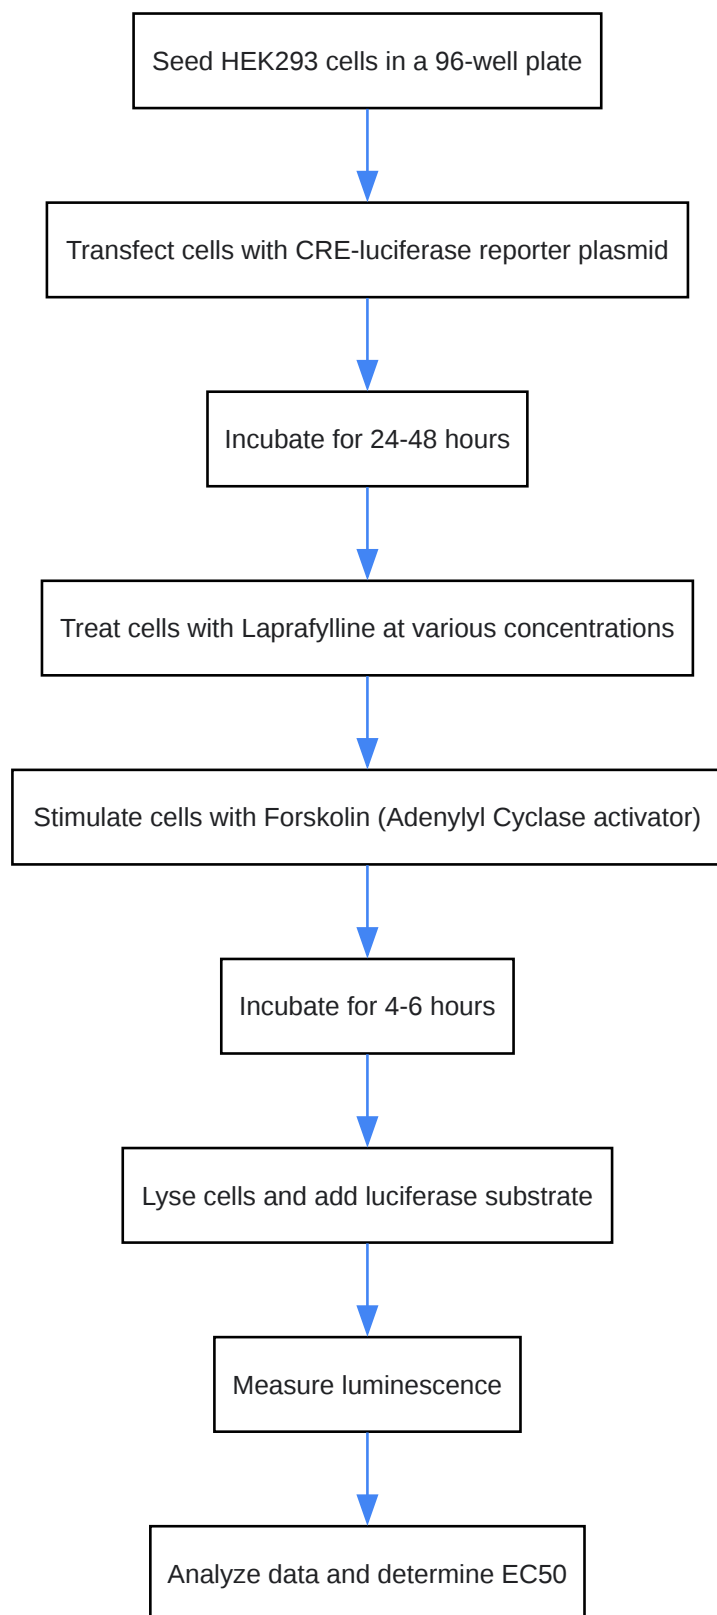 Seed HEK293 cells in a 96-well plate
Transfect cells with CRE-luciferase reporter plasmid
Incubate for 24-48 hours
Treat cells with Laprafylline at various concentrations
Stimulate cells with Forskolin (Adenylyl Cyclase activator)
Incubate for 4-6 hours
Lyse cells and add luciferase substrate
Measure luminescence
Analyze data and determine EC50